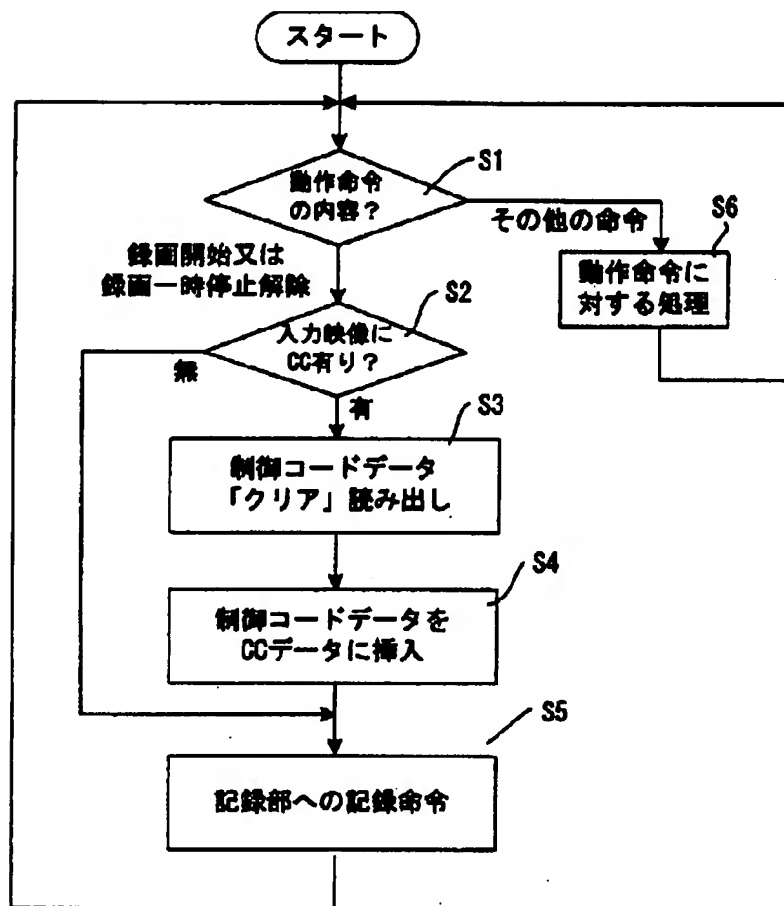 スタート
S1
動作命令
の内容？
その他の命令
S6
動作命令に
対する処理
録画開始又は
録画一時停止解除
S2
入力映像に
CC有り？
無
有
S3
制御コードデータ
「クリア」読み出し
S4
制御コードデータを
CCデータに挿入
S5
記録部への記録命令